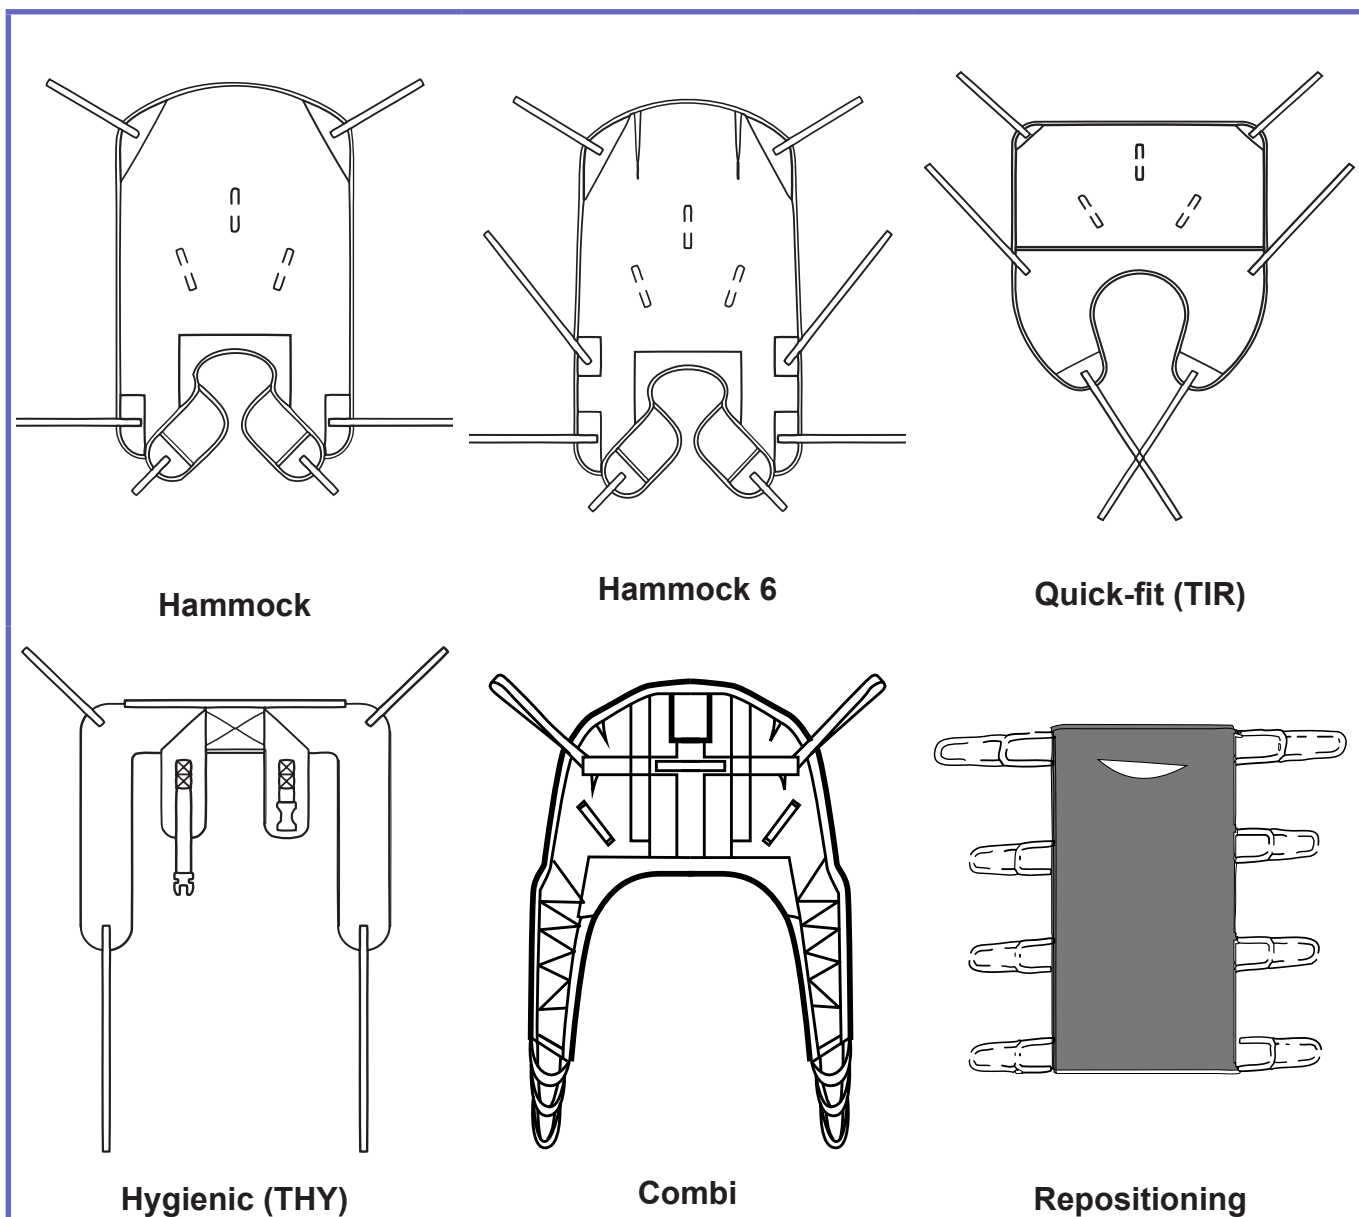 Hammock
Hammock 6
Quick-fit (TIR)
Hygienic (THY)
Combi
Repositioning